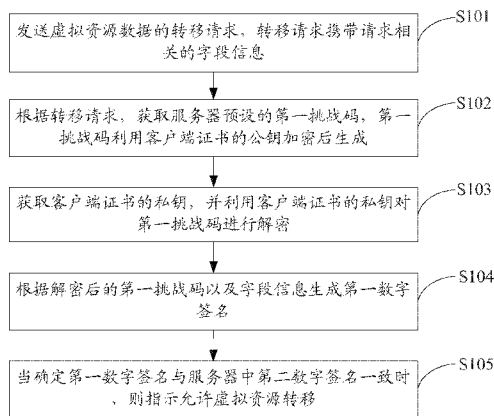 发送虚拟资源数据的转移请求，转移请求携带请求相
关的字段信息
S101
根据转移请求，获取服务器预设的第一挑战码，第一
挑战码利用客户端证书的公钥加密后生成
S102
获取客户端证书的私钥，并利用客户端证书的私钥对
第一挑战码进行解密
S103
根据解密后的第一挑战码以及字段信息生成第一数字
签名
S104
当确定第一数字签名与服务器中第二数字签名一致时
、则指示允许虚拟资源转移
S105